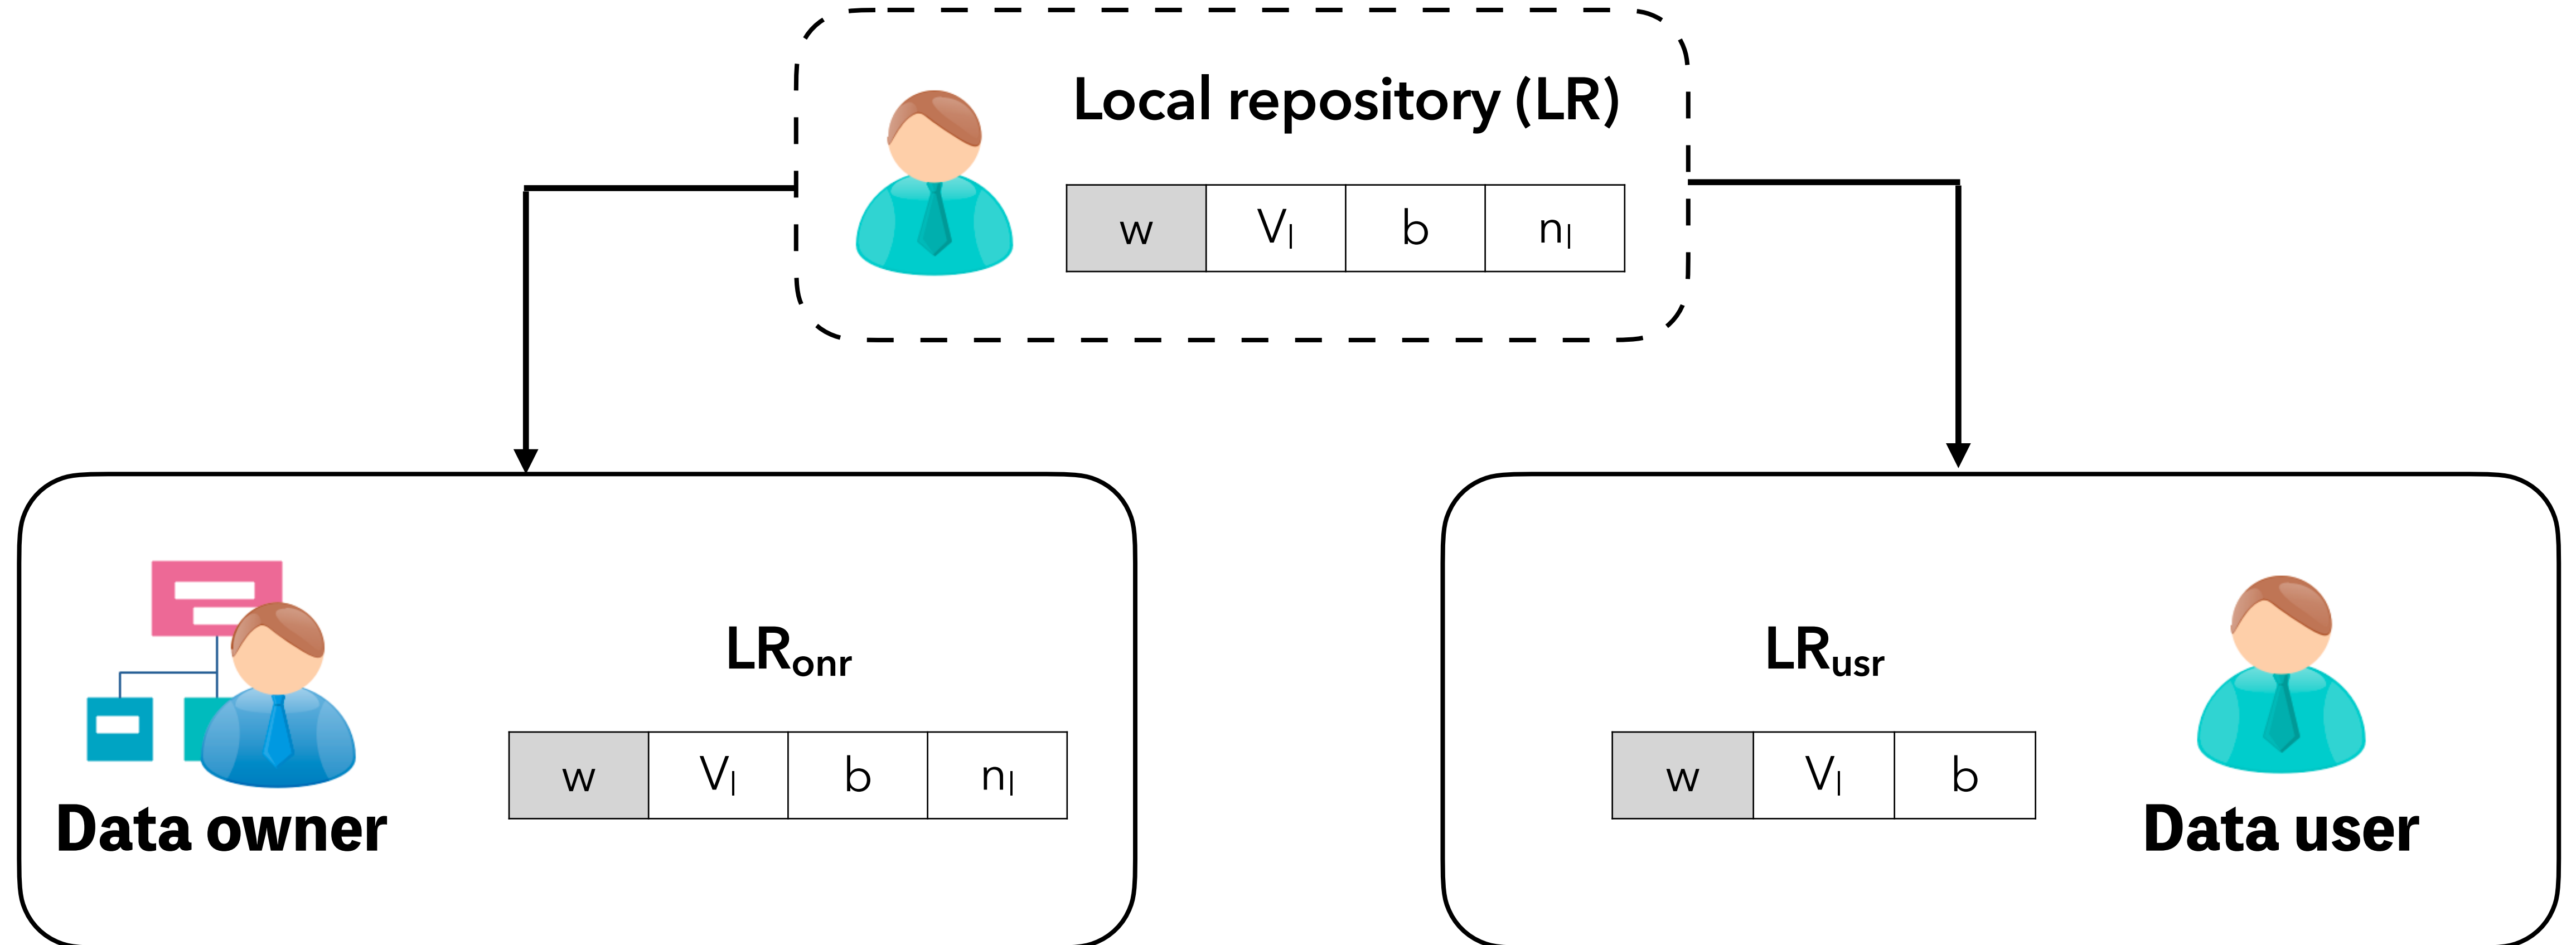 Local repository (LR)
w Vl b nl
LRonr
w Vl b nl
Data owner
LRusr
w Vl b
Data user